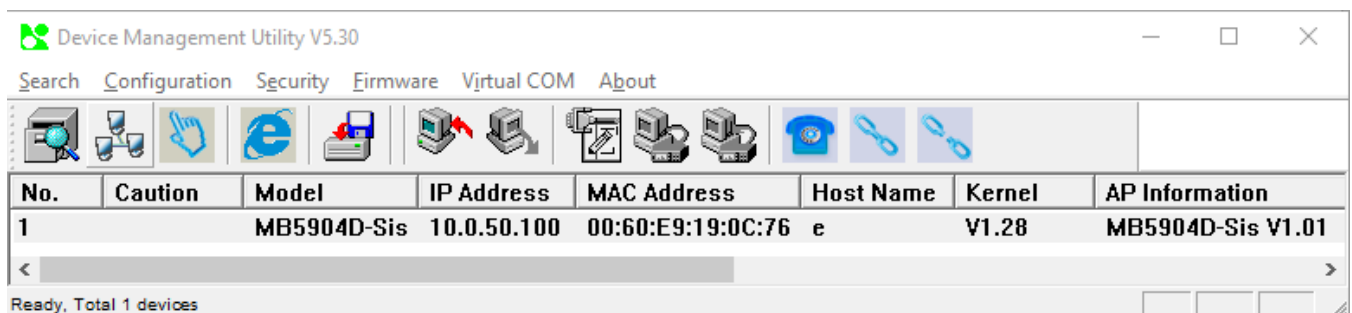 Device Management Utility V5.30
Search Configuration Security Firmware Virtual COM About
No. Caution Model IP Address MAC Address Host Name Kernel AP Information
1 MB5904D-Sis 10.0.50.100 00:60:E9:19:0C:76 e V1.28 MB5904D-Sis V1.01
Ready, Total 1 devices